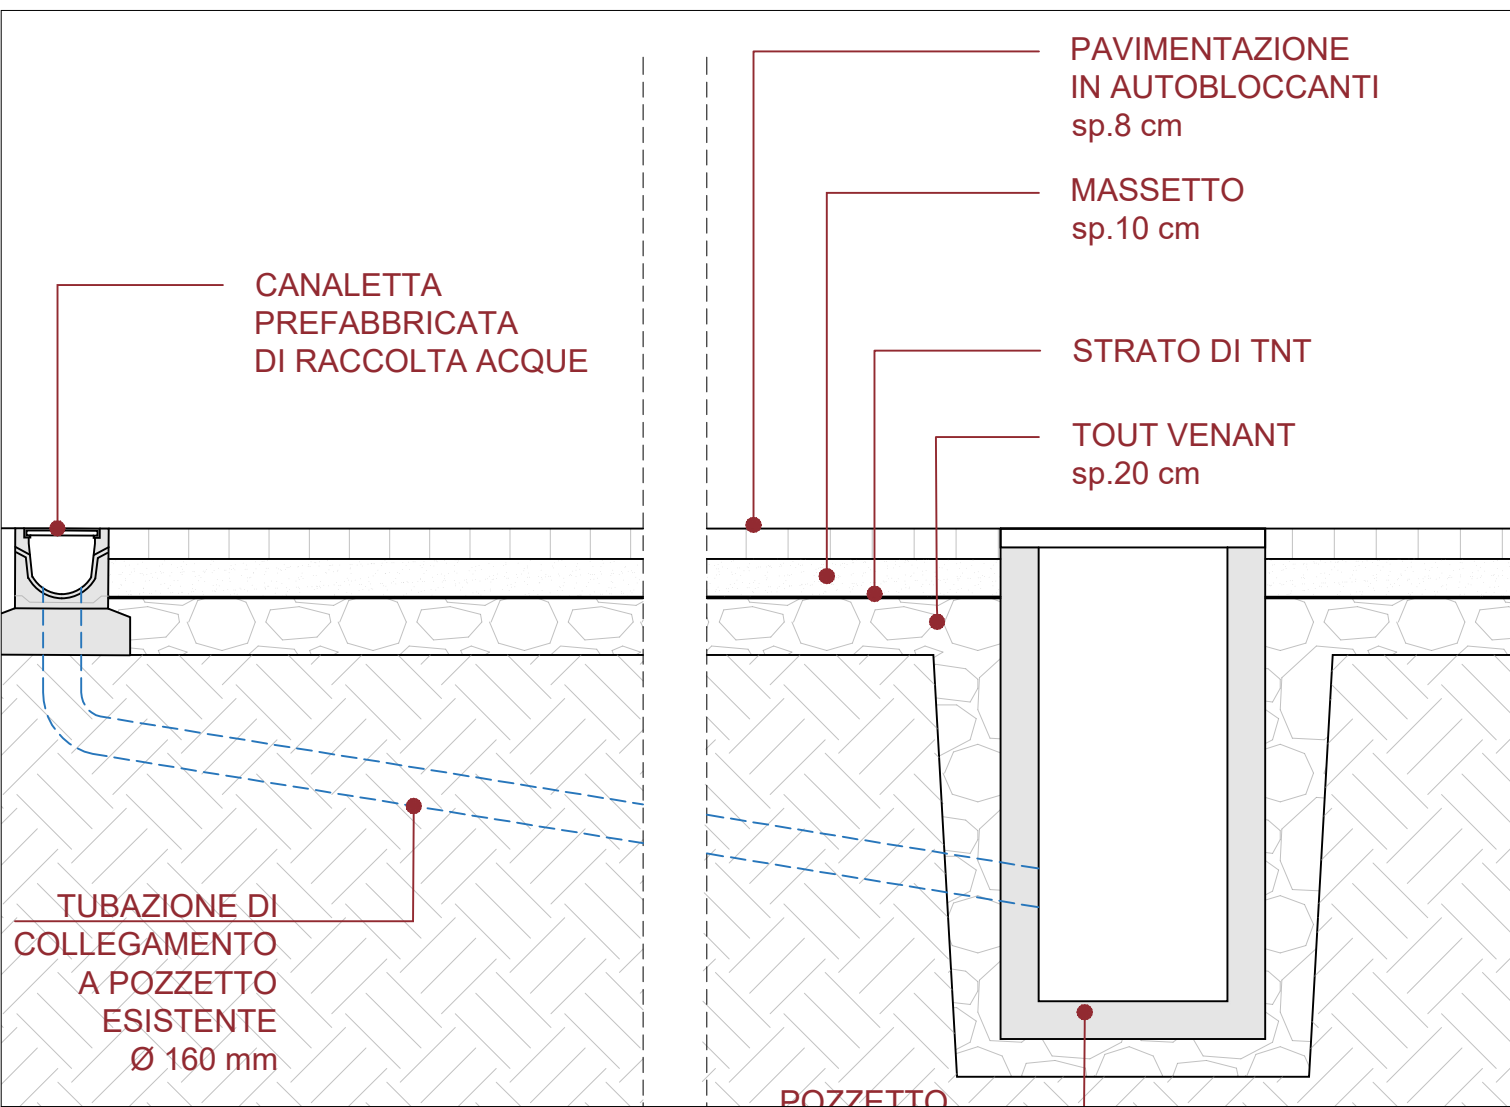 PAVIMENTAZIONE
IN AUTOBLOCCANTI
sp.8 cm
MASSETTO
sp.10 cm
CANALETTA
PREFABBRICATA
DI RACCOLTA ACQUE
STRATO DI TNT
TOUT VENANT
sp.20 cm
TUBAZIONE DI
COLLEGAMENTO
A POZZETTO
ESISTENTE
Ø 160 mm
POZZETTO